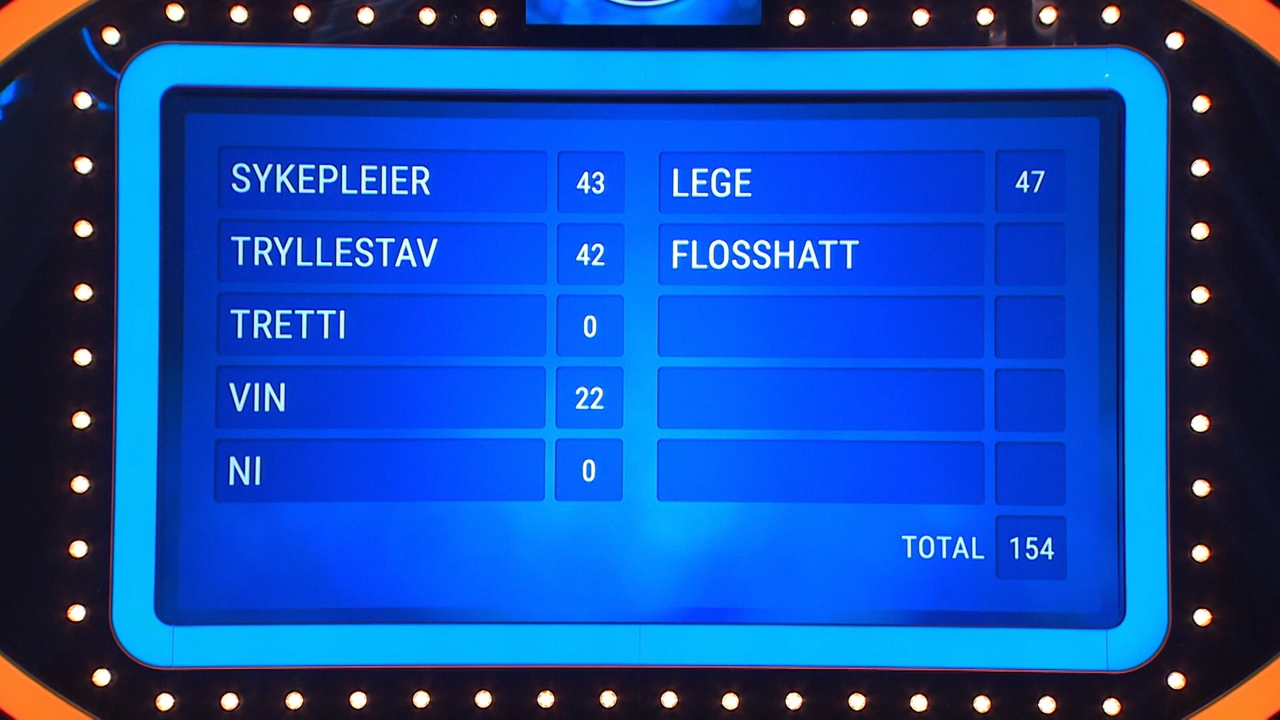 SYKEPLEIER 43
TRYLLESTAV 42
TRETTI 0
VIN 22
NI 0
LEGE 47
FLOSSHATT
TOTAL 154